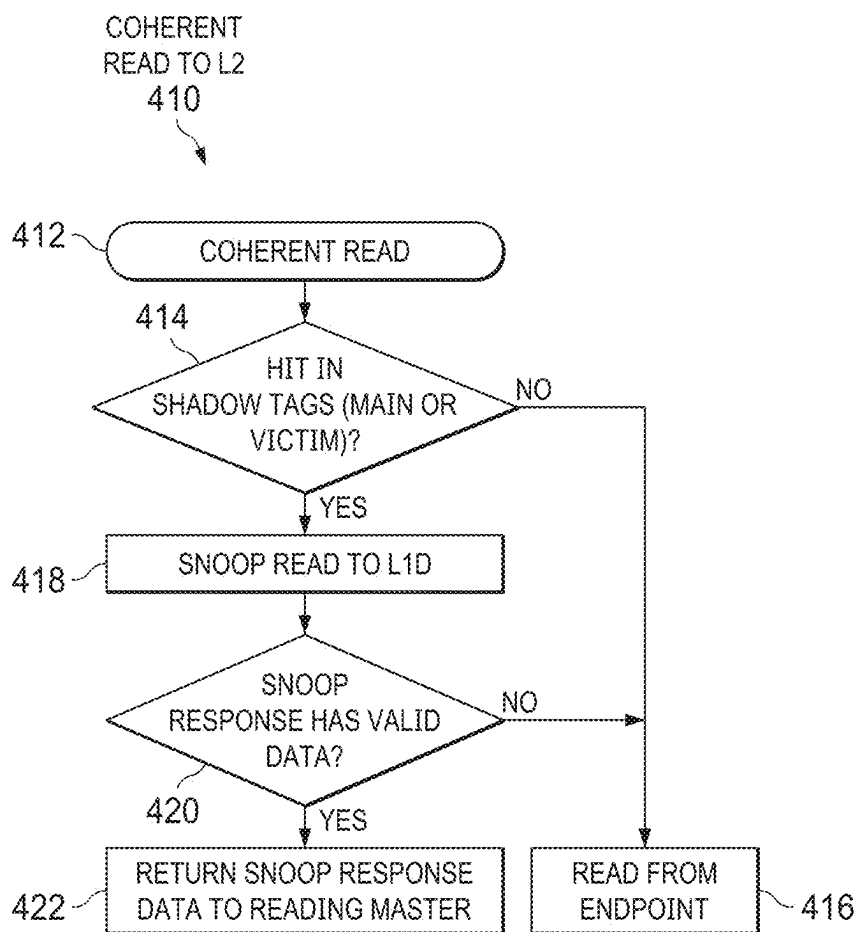 COHERENT
READ TO L2
410
412
COHERENT READ
414
HIT IN
SHADOW TAGS (MAIN OR
VICTIM)?
NO
YES
418
SNOOP READ TO L1D
SNOOP
RESPONSE HAS VALID
DATA?
NO
420
YES
422
RETURN SNOOP RESPONSE
DATA TO READING MASTER
READ FROM
ENDPOINT
416